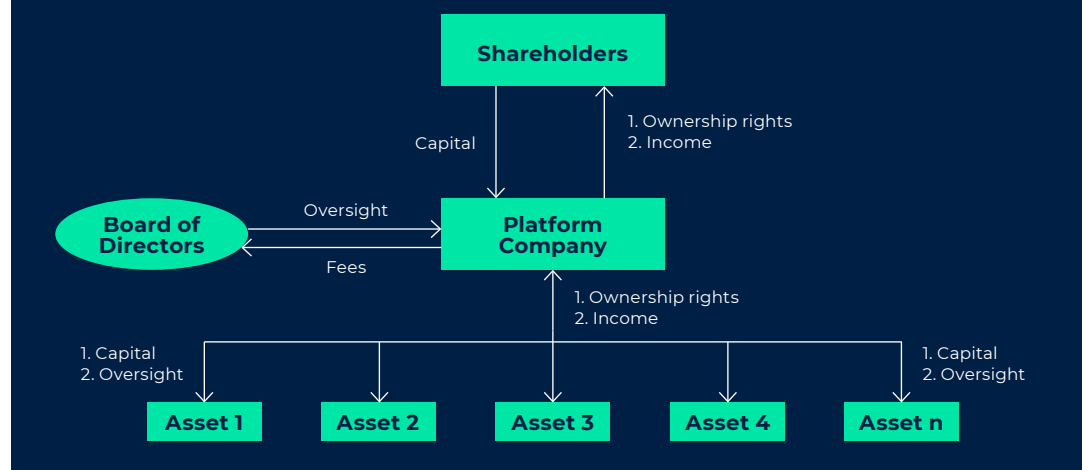 Shareholders
Capital
1. Ownership rights
2. Income
Board of
Directors
Oversight
Fees
Platform
Company
1. Ownership rights
2. Income
1. Capital
2. Oversight
1. Capital
2. Oversight
Asset 1
Asset 2
Asset 3
Asset 4
Asset n